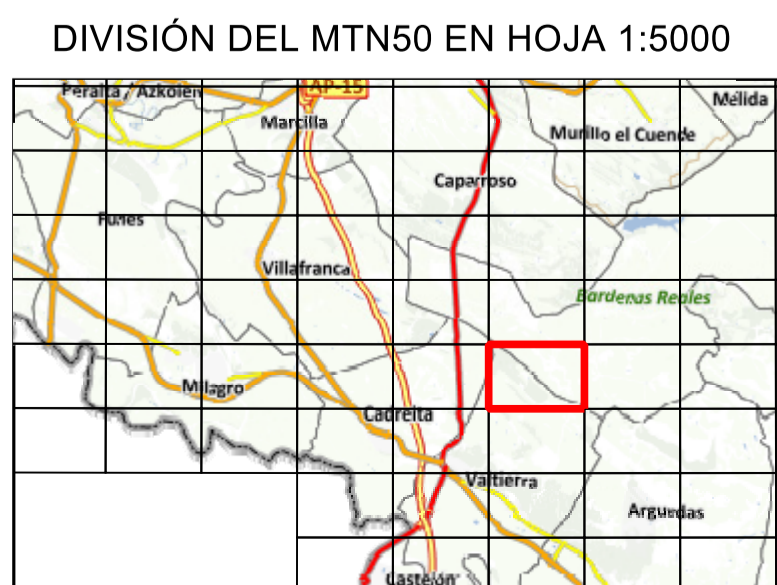 DIVISIÓN DEL MTN50 EN HOJA 1:5000
AP-15
Peralta / Azkoien
Mélida
Marcilla
Murillo el Cuende
Caparroso
Funes
Villafranca
Bardenas Reales
Milagro
Cadreita
Valtierra
Arguedas
Castejón